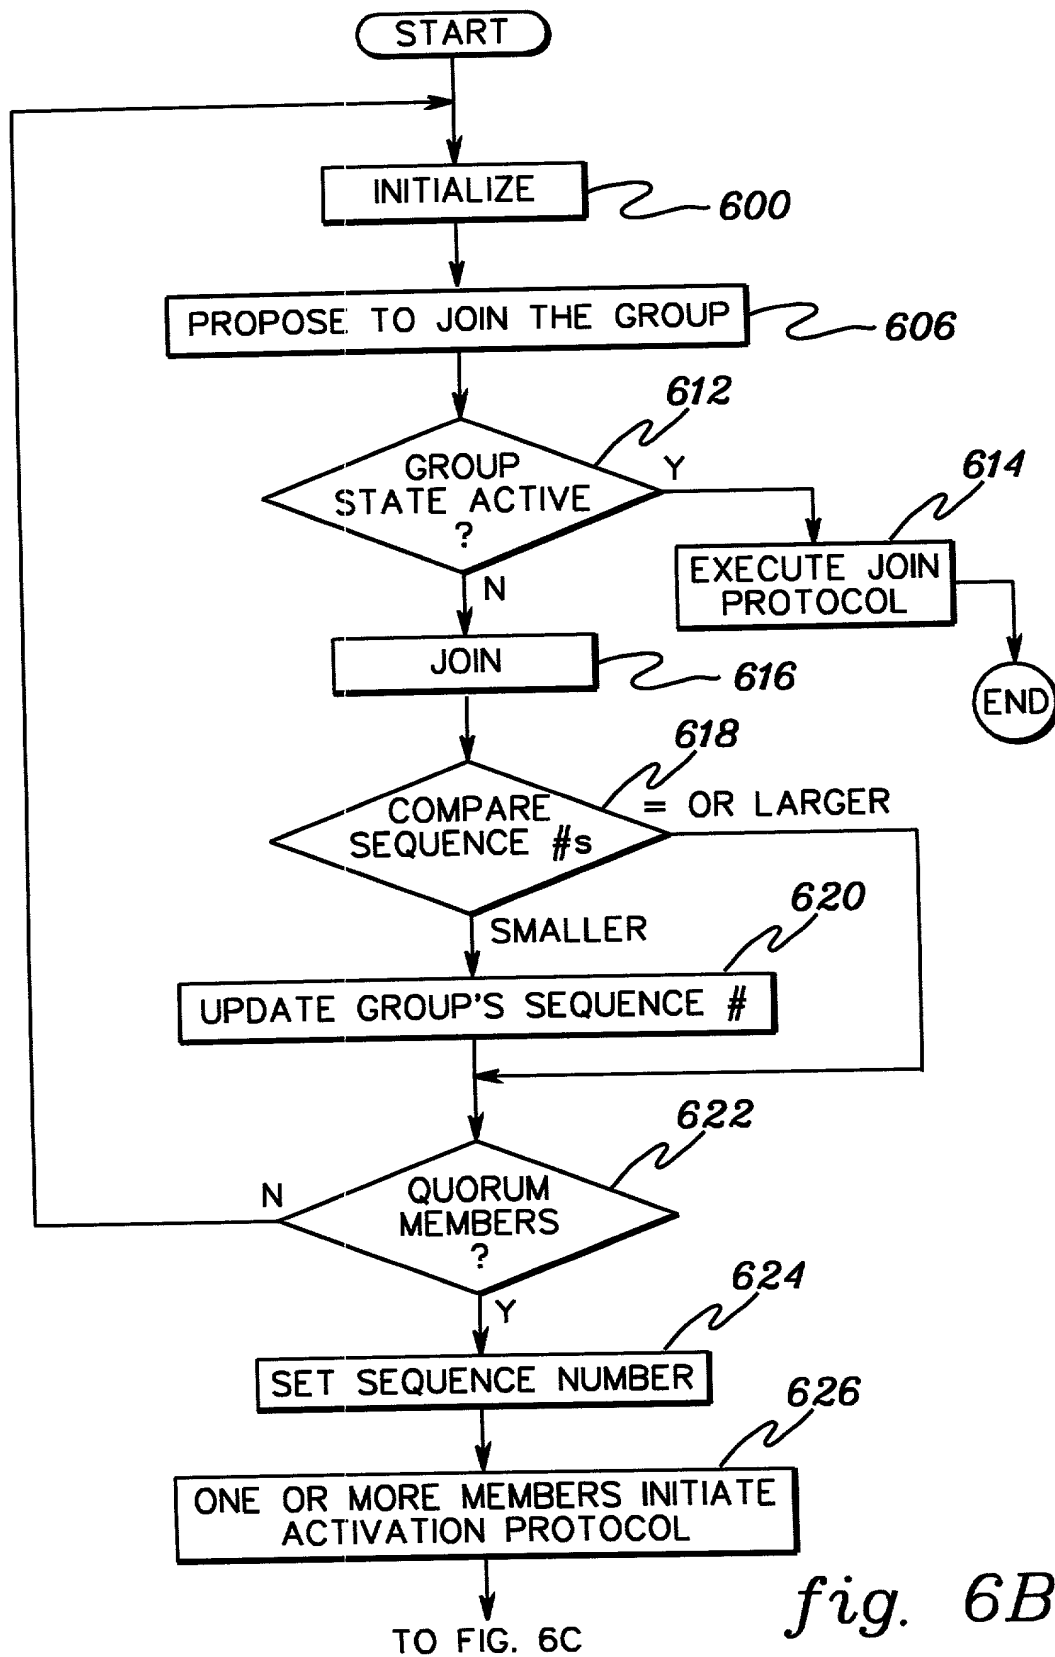 START
INITIALIZE
600
PROPOSE TO JOIN THE GROUP
606
612
GROUP
STATE ACTIVE
?
Y
N
614
EXECUTE JOIN
PROTOCOL
END
JOIN
616
618
COMPARE
SEQUENCE #s
= OR LARGER
SMALLER
620
UPDATE GROUP'S SEQUENCE #
622
QUORUM
MEMBERS
?
N
Y
624
SET SEQUENCE NUMBER
626
ONE OR MORE MEMBERS INITIATE
ACTIVATION PROTOCOL
TO FIG. 6C
fig. 6B